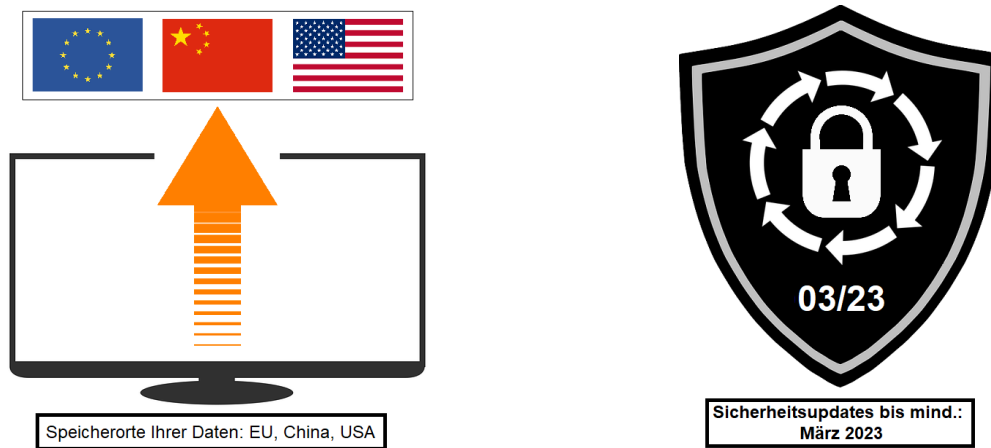 Speicherorte Ihrer Daten: EU, China, USA
03/23
Sicherheitsupdates bis mind.:
März 2023